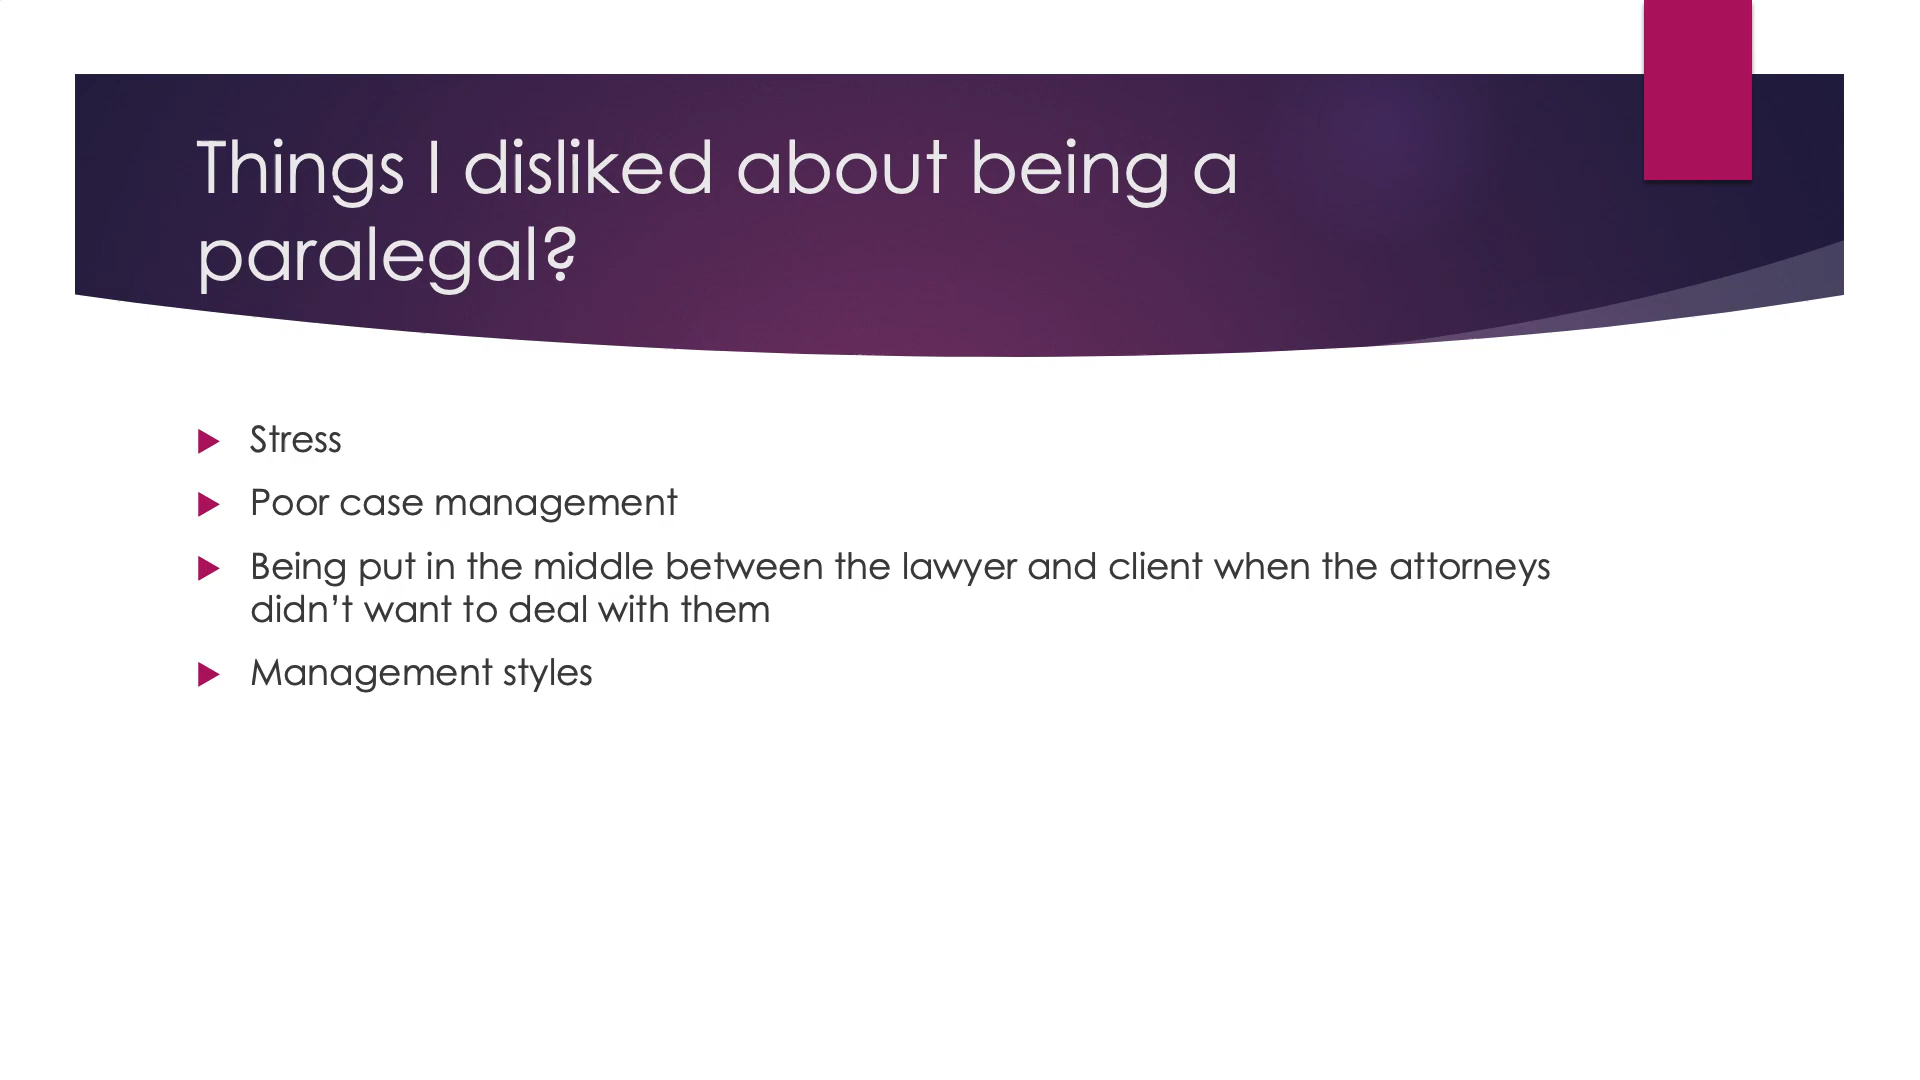 Things I disliked about being a
paralegal?
Stress
Poor case management
Being put in the middle between the lawyer and client when the attorneys
didn’t want to deal with them
Management styles